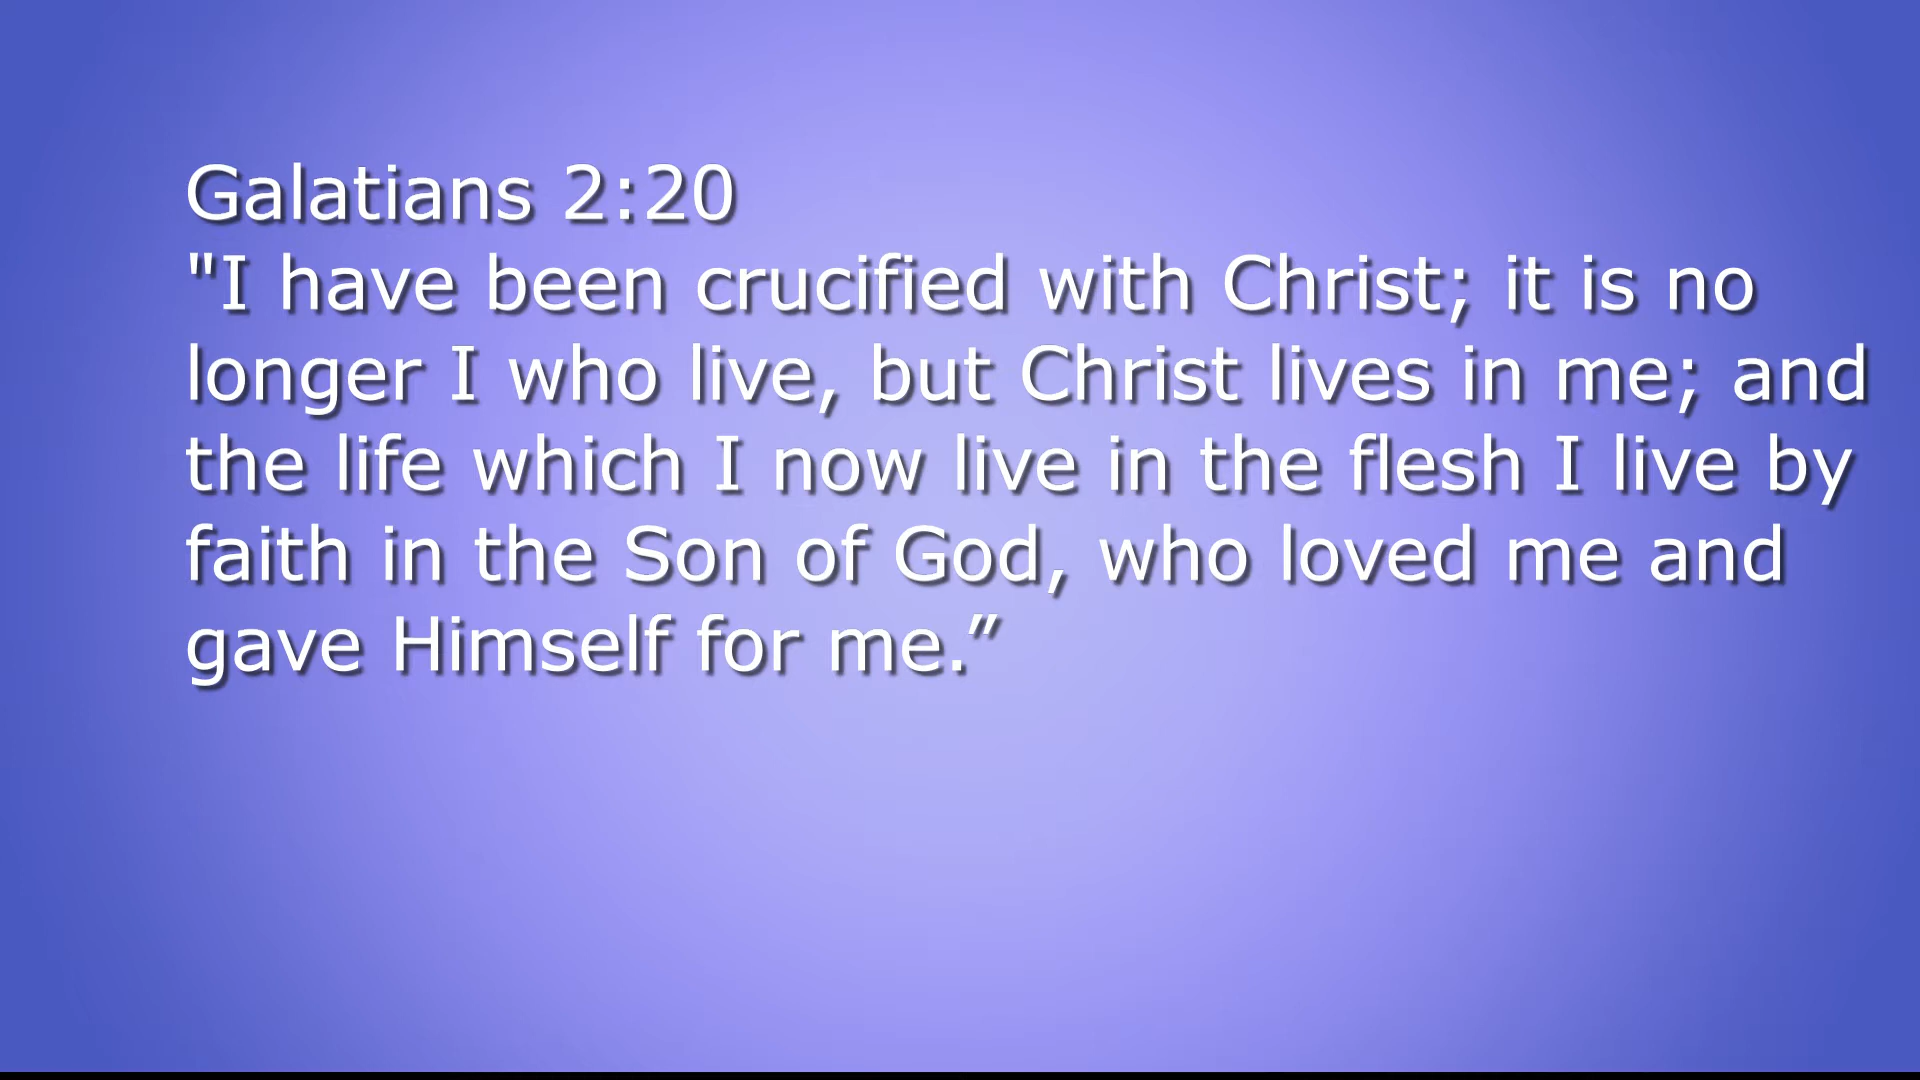 Galatians 2:20
"I have been crucified with Christ; it is no
longer I who live, but Christ lives in me; and
the life which I now live in the flesh I live by
faith in the Son of God, who loved me and
gave Himself for me.”